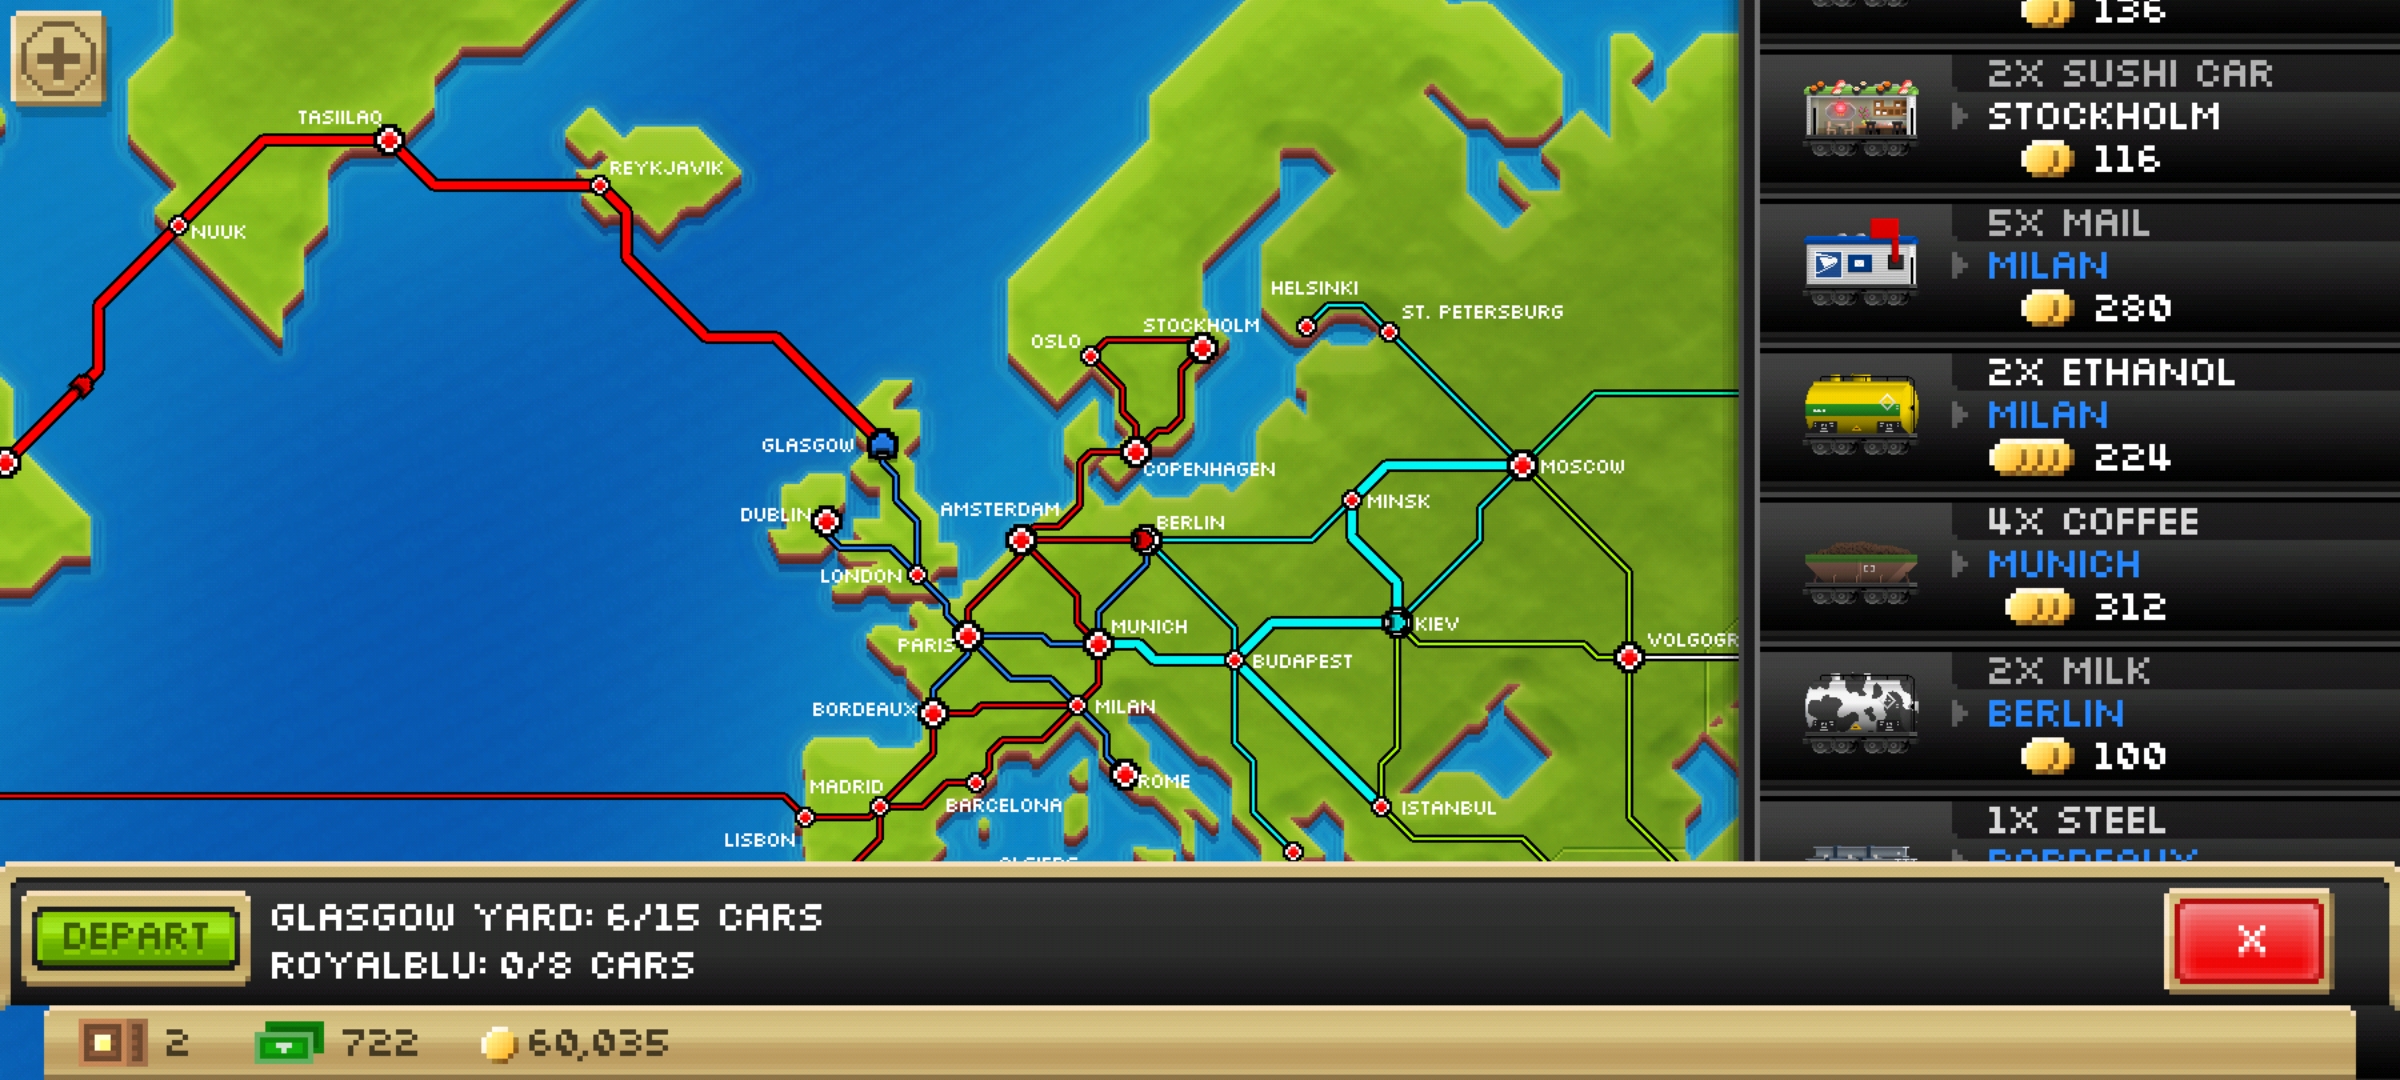 136
2X SUSHI CAR
STOCKHOLM
116
5X MAIL
MILAN
280
2X ETHANOL
MILAN
224
4X COFFEE
MUNICH
312
2X MILK
BERLIN
100
1X STEEL
BORDEAUX
TASIILAQ
REYKJAVIK
NUUK
HELSINKI
ST. PETERSBURG
STOCKHOLM
OSLO
GLASGOW
COPENHAGEN
MOSCOW
MINSK
AMSTERDAM
DUBLIN
BERLIN
LONDON
KIEV
MUNICH
PARIS
VOLGOGR
BUDAPEST
BORDEAUX
MILAN
ROME
MADRID
BARCELONA
ISTANBUL
LISBON
ALGIERS
DEPART
GLASGOW YARD: 6/15 CARS
ROYALBLU: 0/8 CARS
X
2
722
60,035